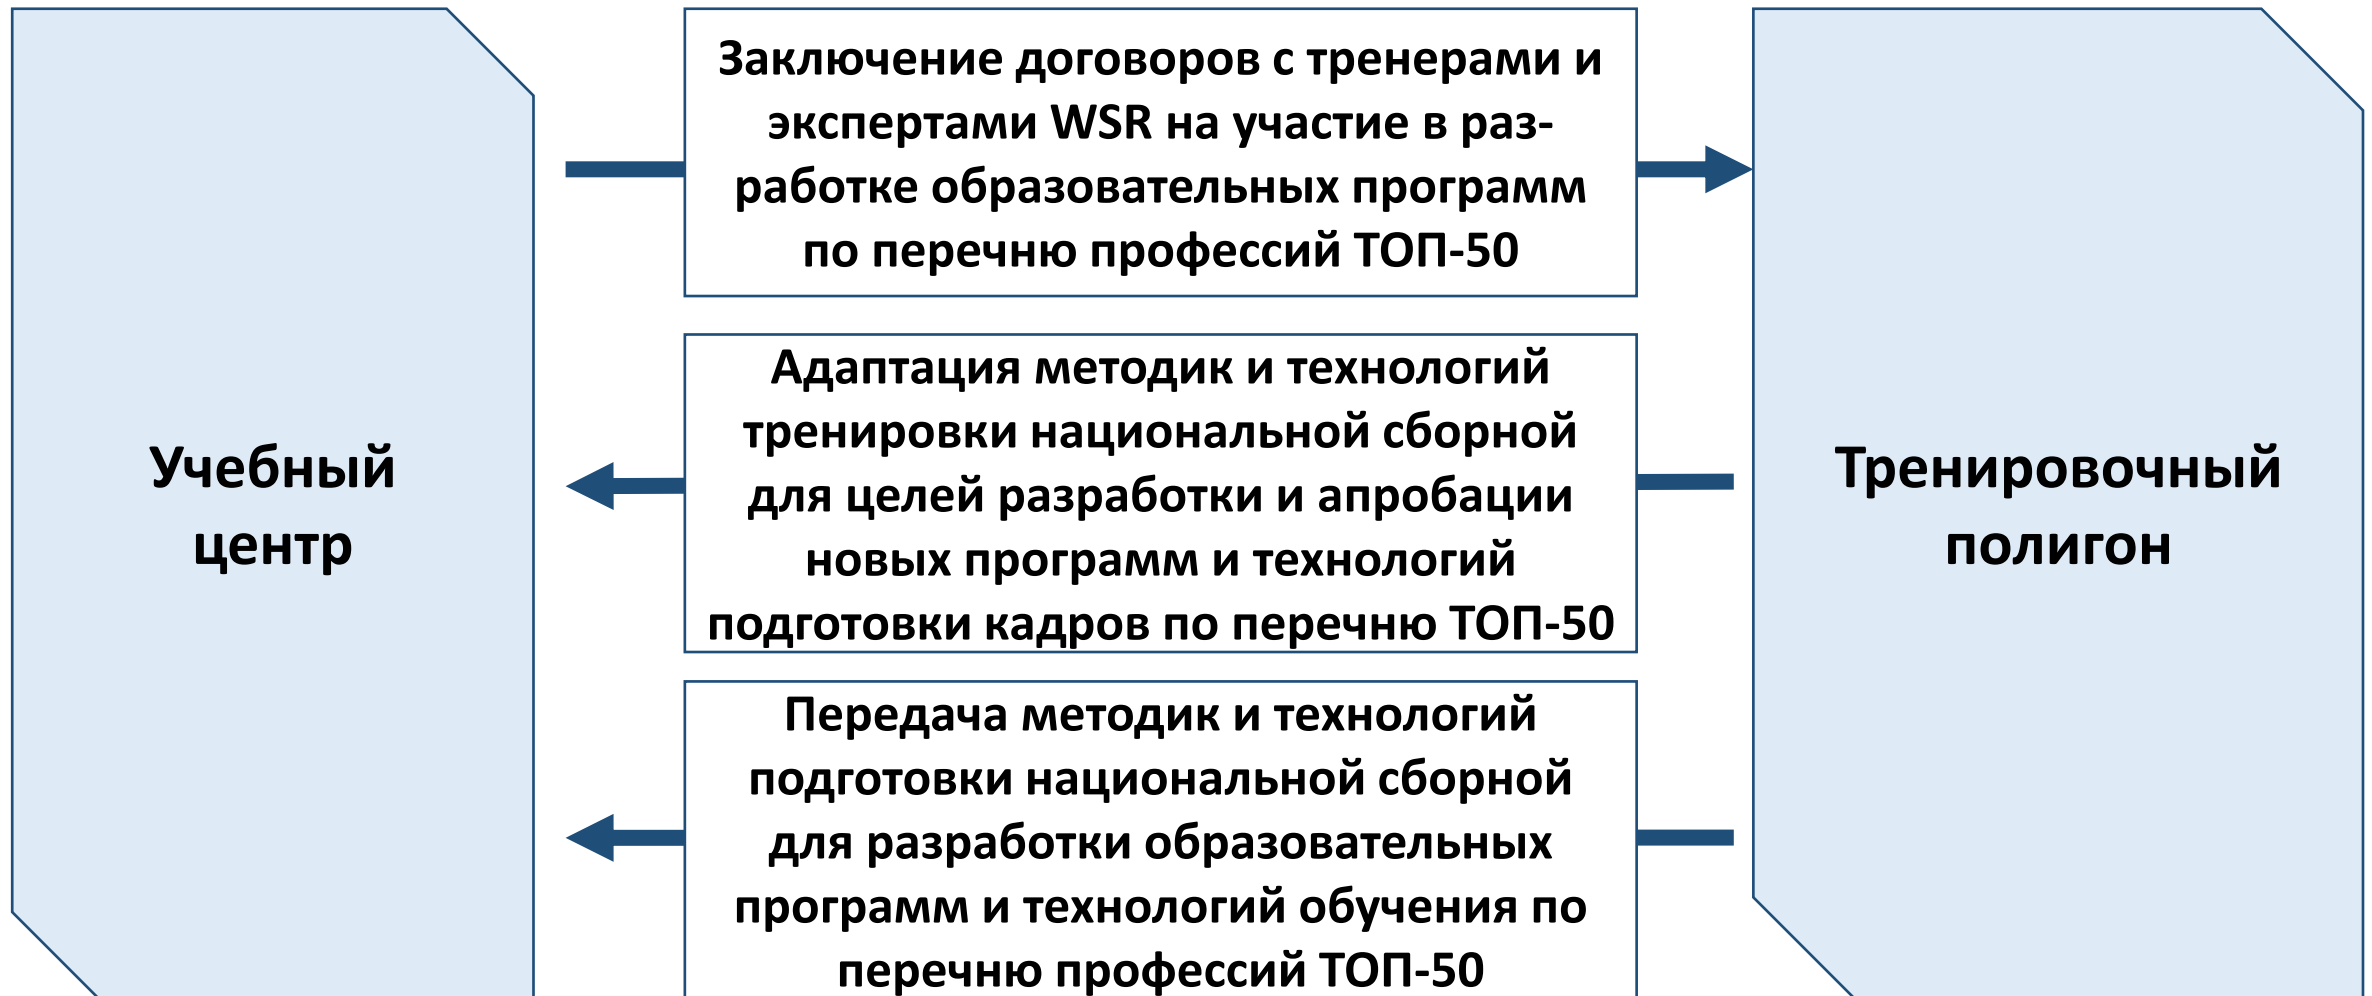 Учебный
центр
Заключение договоров с тренерами и
экспертами WSR на участие в раз-
работке образовательных программ
по перечню профессий ТОП-50
Адаптация методик и технологий
тренировки национальной сборной
для целей разработки и апробации
новых программ и технологий
подготовки кадров по перечню ТОП-50
Передача методик и технологий
подготовки национальной сборной
для разработки образовательных
программ и технологий обучения по
перечню профессий ТОП-50
Тренировочный
полигон